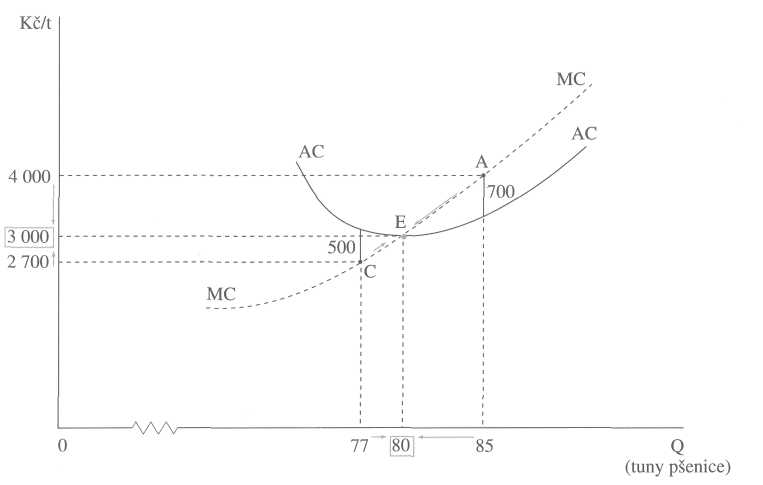 Kč/t
MC
AC
AC
A
4 000
700
E
3 000
500
2 700
C
MC
0
77
80
85
Q
(tuny pšenice)